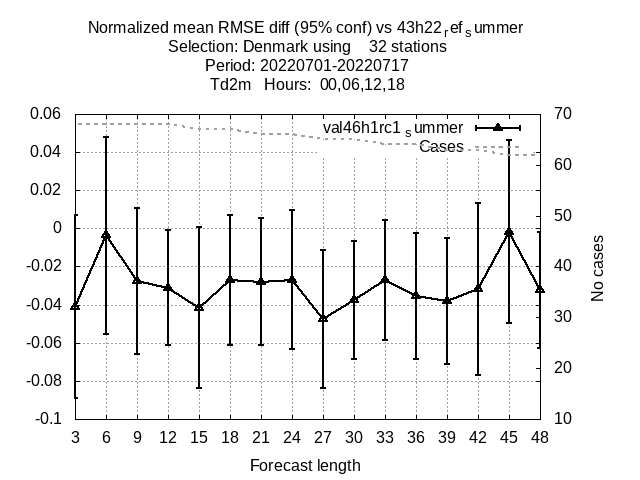 Normalized mean RMSE diff (95% conf) vs 43h22refsummer
Selection: Denmark using    32 stations
Period: 20220701-20220717
Td2m   Hours:  00,06,12,18
val46h1rc1summer
Cases
0.06
0.04
0.02
0
-0.02
-0.04
-0.06
-0.08
-0.1
70
60
50
40
30
20
10
No cases
3 6 9 12 15 18 21 24 27 30 33 36 39 42 45 48
Forecast length